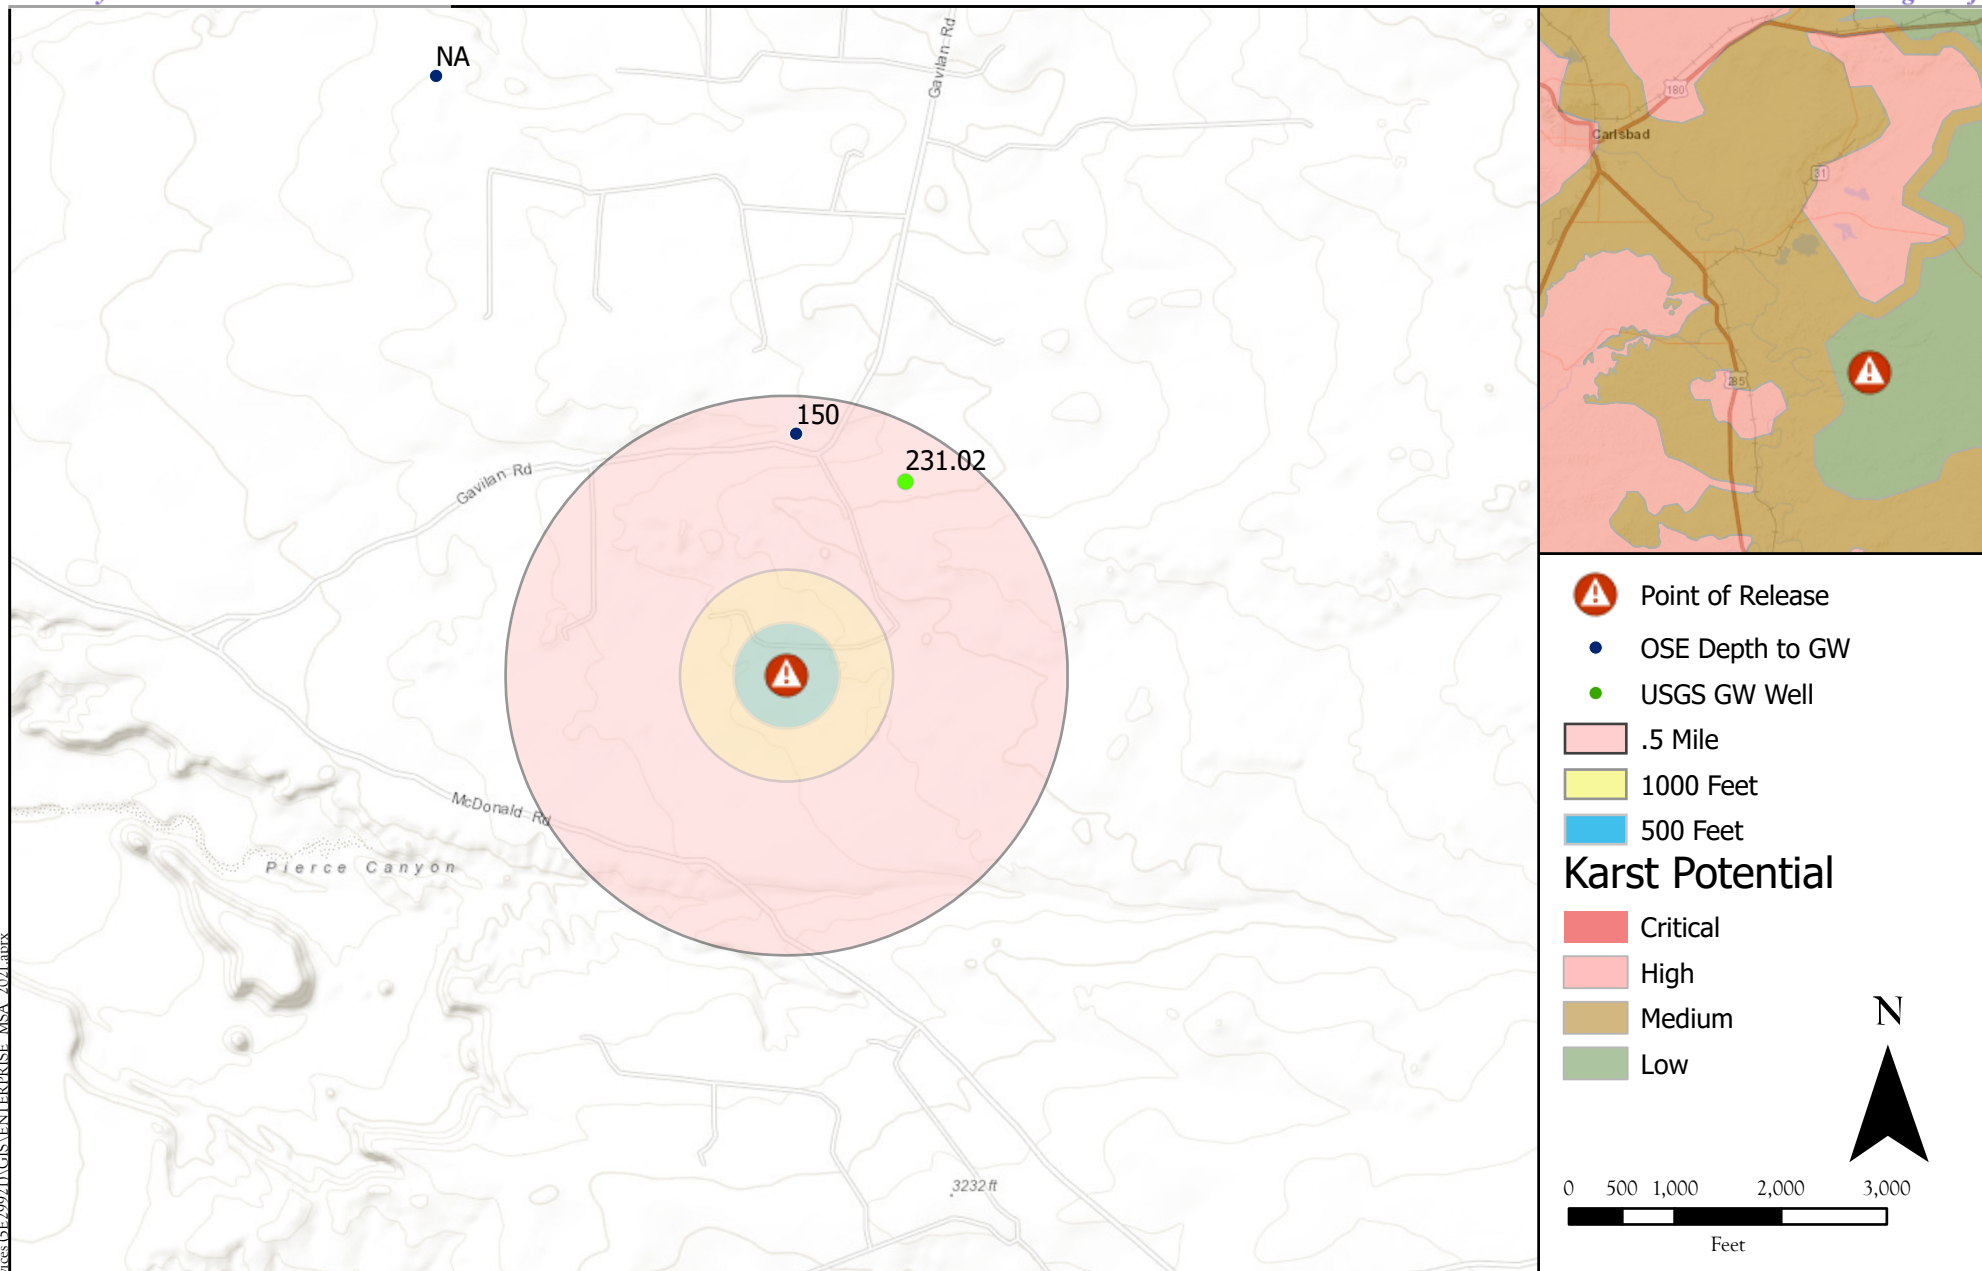 NA
Gavilan Rd
180
Carlsbad
31
285
150
231.02
Gavilan Rd
McDonald Rd
Pierce Canyon
3232 ft
Point of Release
OSE Depth to GW
USGS GW Well
.5 Mile
1000 Feet
500 Feet
Karst Potential
Critical
High
Medium
Low
N
0 500 1,000 2,000 3,000
Feet